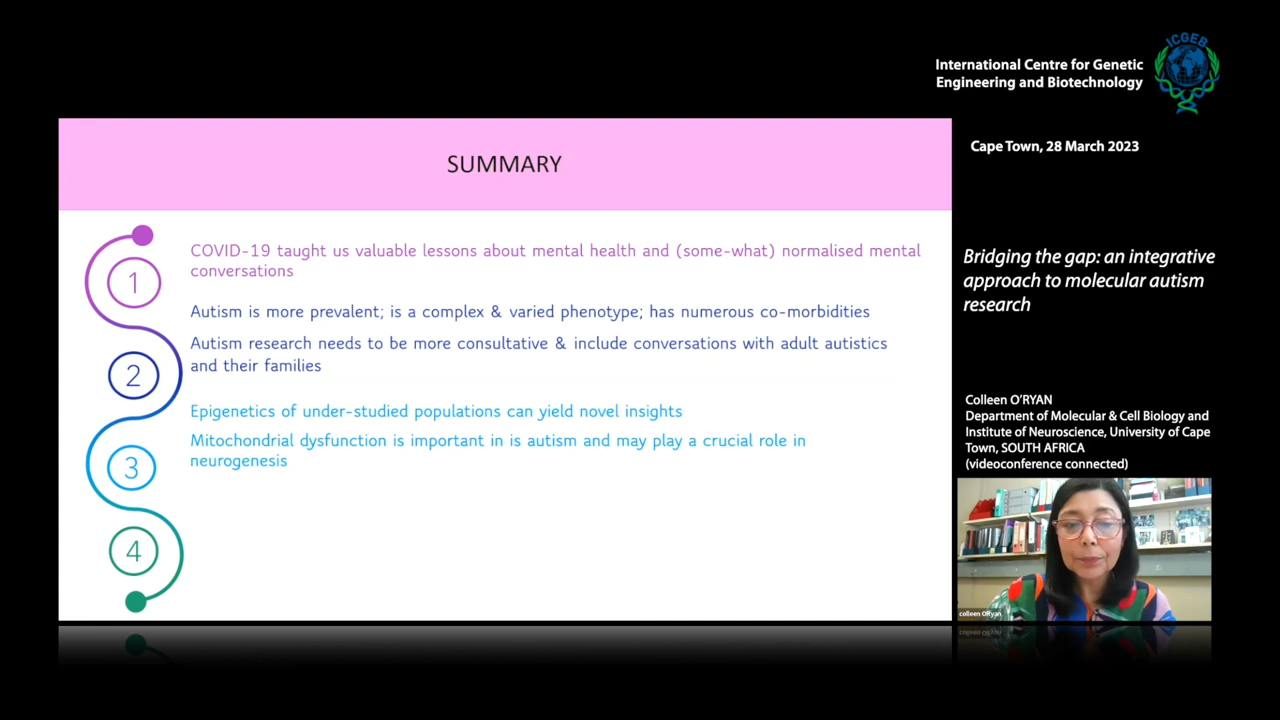 ICGEB
International Centre for Genetic
Engineering and Biotechnology
Cape Town, 28 March 2023
SUMMARY
1
COVID-19 taught us valuable lessons about mental health and (some-what) normalised mental
conversations
2
Autism is more prevalent; is a complex & varied phenotype; has numerous co-morbidities
Autism research needs to be more consultative & include conversations with adult autistics
and their families
3
Epigenetics of under-studied populations can yield novel insights
Mitochondrial dysfunction is important in is autism and may play a crucial role in
neurogenesis
4
Bridging the gap: an integrative
approach to molecular autism
research
Colleen O'RYAN
Department of Molecular & Cell Biology and
Institute of Neuroscience, University of Cape
Town, SOUTH AFRICA
(videoconference connected)
colleen ORyan